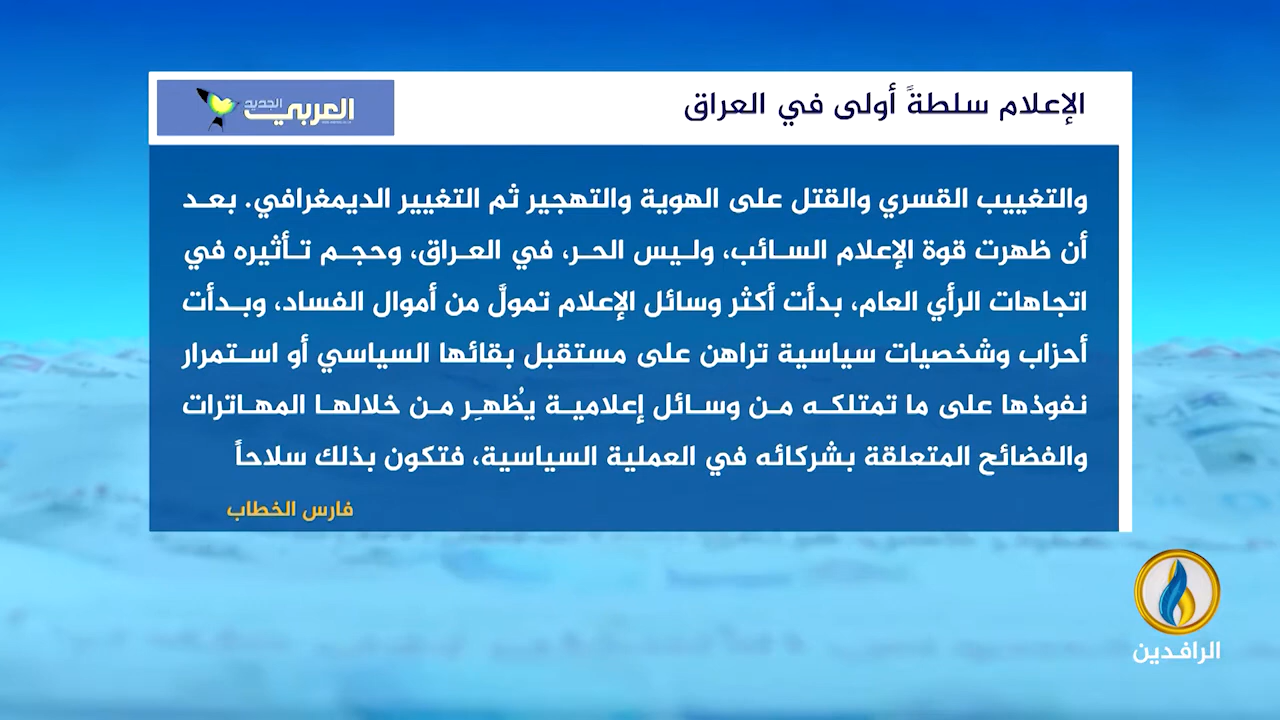 الإعلام سلطةً أولى في العراق
العربي الجديد
والتغييب القسري والقتل على الهوية والتهجير ثم التغيير الديمغرافي. بعد
أن ظهرت قوة الإعلام السائب، وليس الحر، في العراق، وحجم تأثيره في
اتجاهات الرأي العام، بدأت أكثر وسائل الإعلام تمولَّ من أموال الفساد، وبدأت
أحزاب وشخصيات سياسية تراهن على مستقبل بقائها السياسي أو استمرار
نفوذها على ما تمتلكه من وسائل إعلامية يُظهِر من خلالها المهاترات
والفضائح المتعلقة بشركائه في العملية السياسية، فتكون بذلك سلاحاً
فارس الخطاب
الرافدين